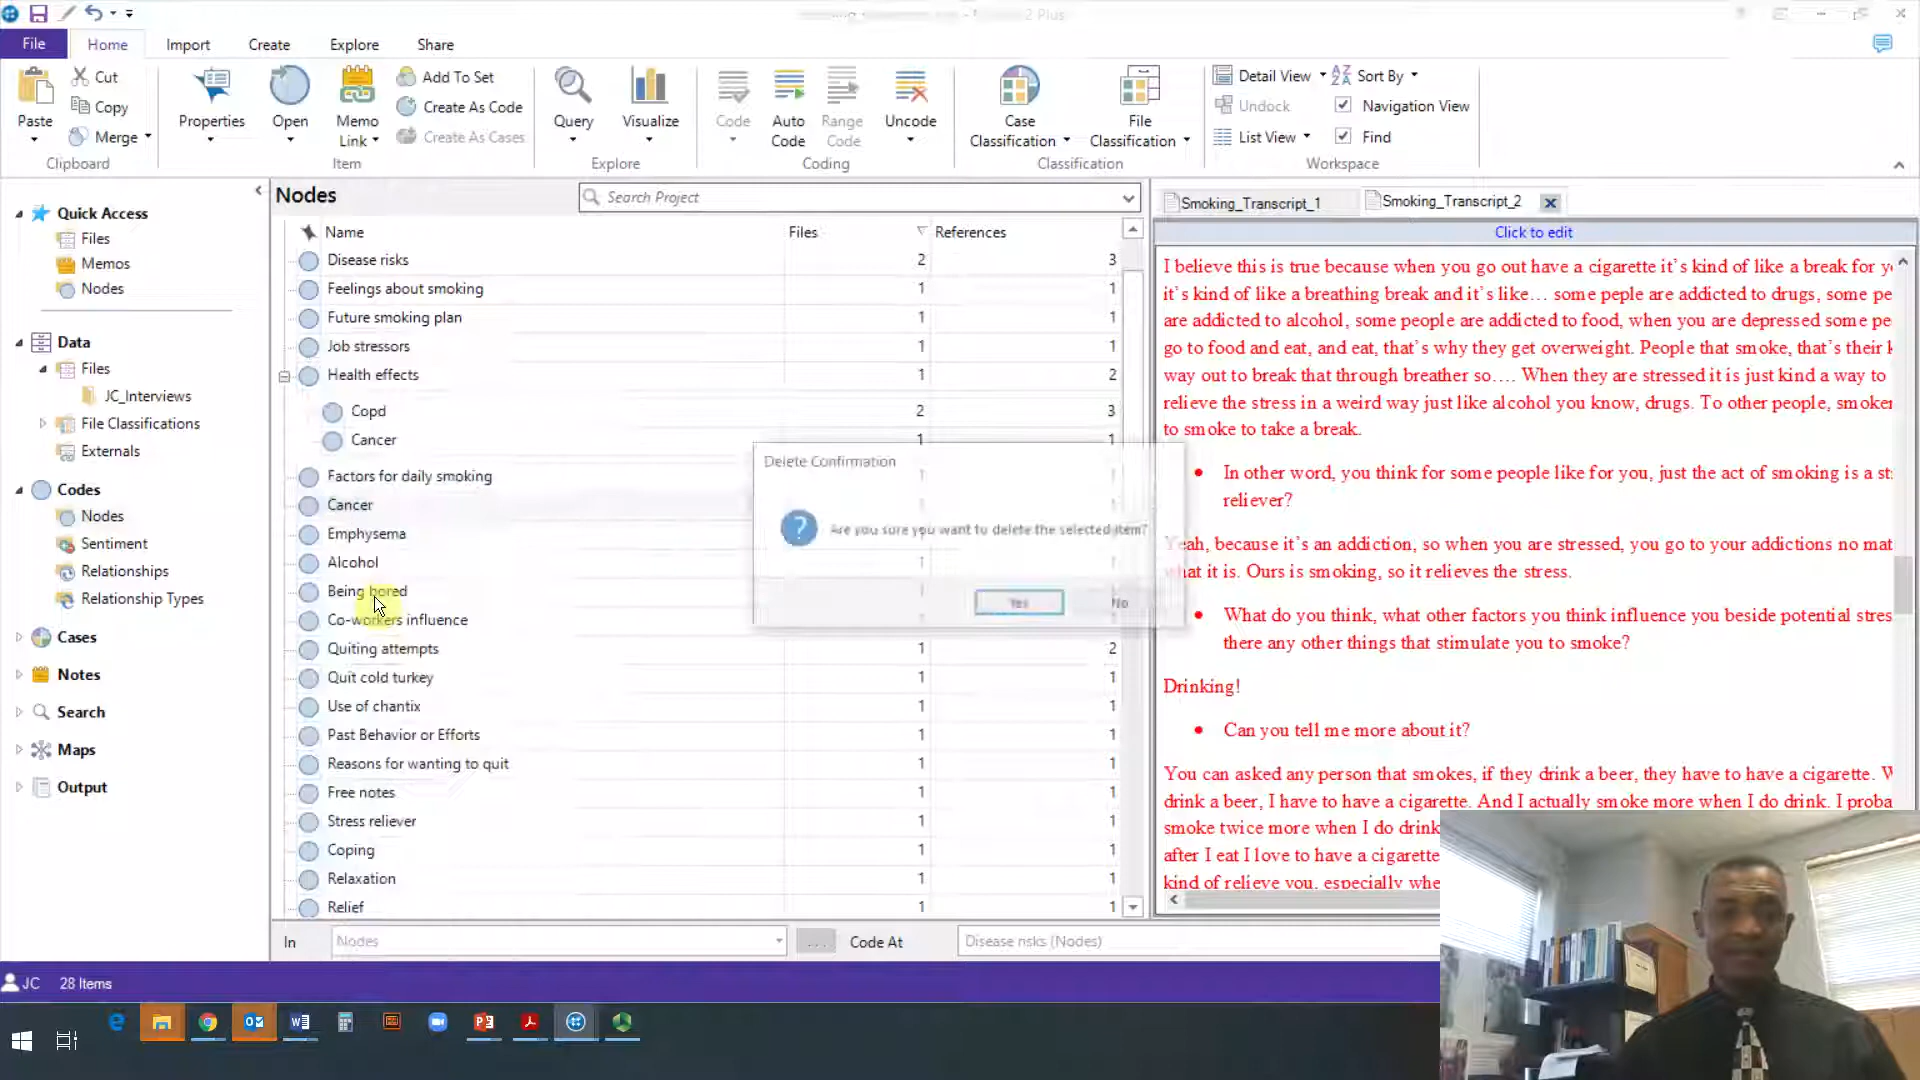 2 Plus
File
Home
Import
Create
Explore
Share
Paste
Cut
Copy
Merge
Clipboard
Properties
Open
Memo
Link
Add To Set
Create As Code
Create As Cases
Item
Query
Visualize
Explore
Code
Auto
Code
Range
Code
Uncode
Coding
Case
Classification
File
Classification
Classification
Detail View
Undock
List View
Sort By
Navigation View
Find
Workspace
Quick Access
Files
Memos
Nodes
Data
Files
JC_Interviews
File Classifications
Externals
Codes
Nodes
Sentiment
Relationships
Relationship Types
Cases
Notes
Search
Maps
Output
Nodes
Search Project
Name Files References
Disease risks 2 3
Feelings about smoking 1 1
Future smoking plan 1 1
Job stressors 1 1
Health effects 1 2
Copd 2 3
Cancer 1 1
Factors for daily smoking 1 1
Cancer
Emphysema
Alcohol 1 1
Being bored 1 1
Co-workers influence
Quiting attempts 1 2
Quit cold turkey 1 1
Use of chantix 1 1
Past Behavior or Efforts 1 1
Reasons for wanting to quit 1 1
Free notes 1 1
Stress reliever 1 1
Coping 1 1
Relaxation 1 1
Relief 1 1
Delete Confirmation
Are you sure you want to delete the selected item?
Yes
No
In
Nodes
...
Code At
Disease risks (Nodes)
Smoking_Transcript_1
Smoking_Transcript_2
Click to edit
I believe this is true because when you go out have a cigarette it's kind of like a break for
it's kind of like a breathing break and it's like… some peple are addicted to drugs, some pe
are addicted to alcohol, some people are addicted to food, when you are depressed some pe
go to food and eat, and eat, that's why they get overweight. People that smoke, that's their
way out to break that through breather so…. When they are stressed it is just kind a way to
relieve the stress in a weird way just like alcohol you know, drugs. To other people, smoker
to smoke to take a break.
• In other word, you think for some people like for you, just the act of smoking is a st
reliever?
Yeah, because it's an addiction, so when you are stressed, you go to your addictions no mat
what it is. Ours is smoking, so it relieves the stress.
• What do you think, what other factors you think influence you beside potential stres
there any other things that stimulate you to smoke?
Drinking!
• Can you tell me more about it?
You can asked any person that smokes, if they drink a beer, they have to have a cigarette.
drink a beer, I have to have a cigarette. And I actually smoke more when I do drink. I proba
smoke twice more when I do drink
after I eat I love to have a cigarette
kind of relieve you, especially whe
JC 28 Items